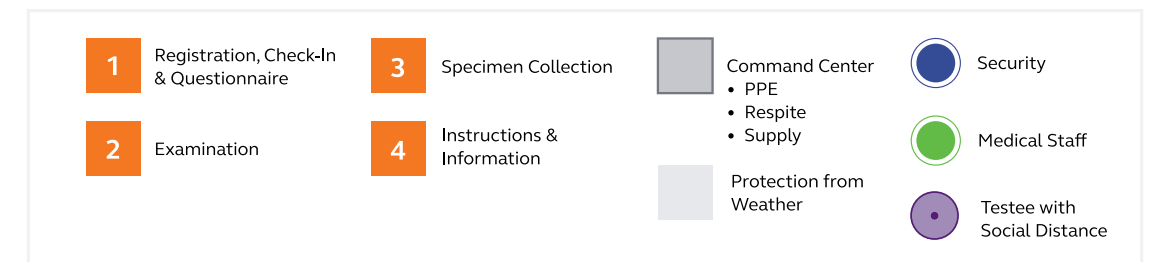 1
Registration, Check-In
& Questionnaire
2
Examination
3
Specimen Collection
4
Instructions &
Information
Command Center
• PPE
• Respite
• Supply
Protection from
Weather
Security
Medical Staff
Testee with
Social Distance